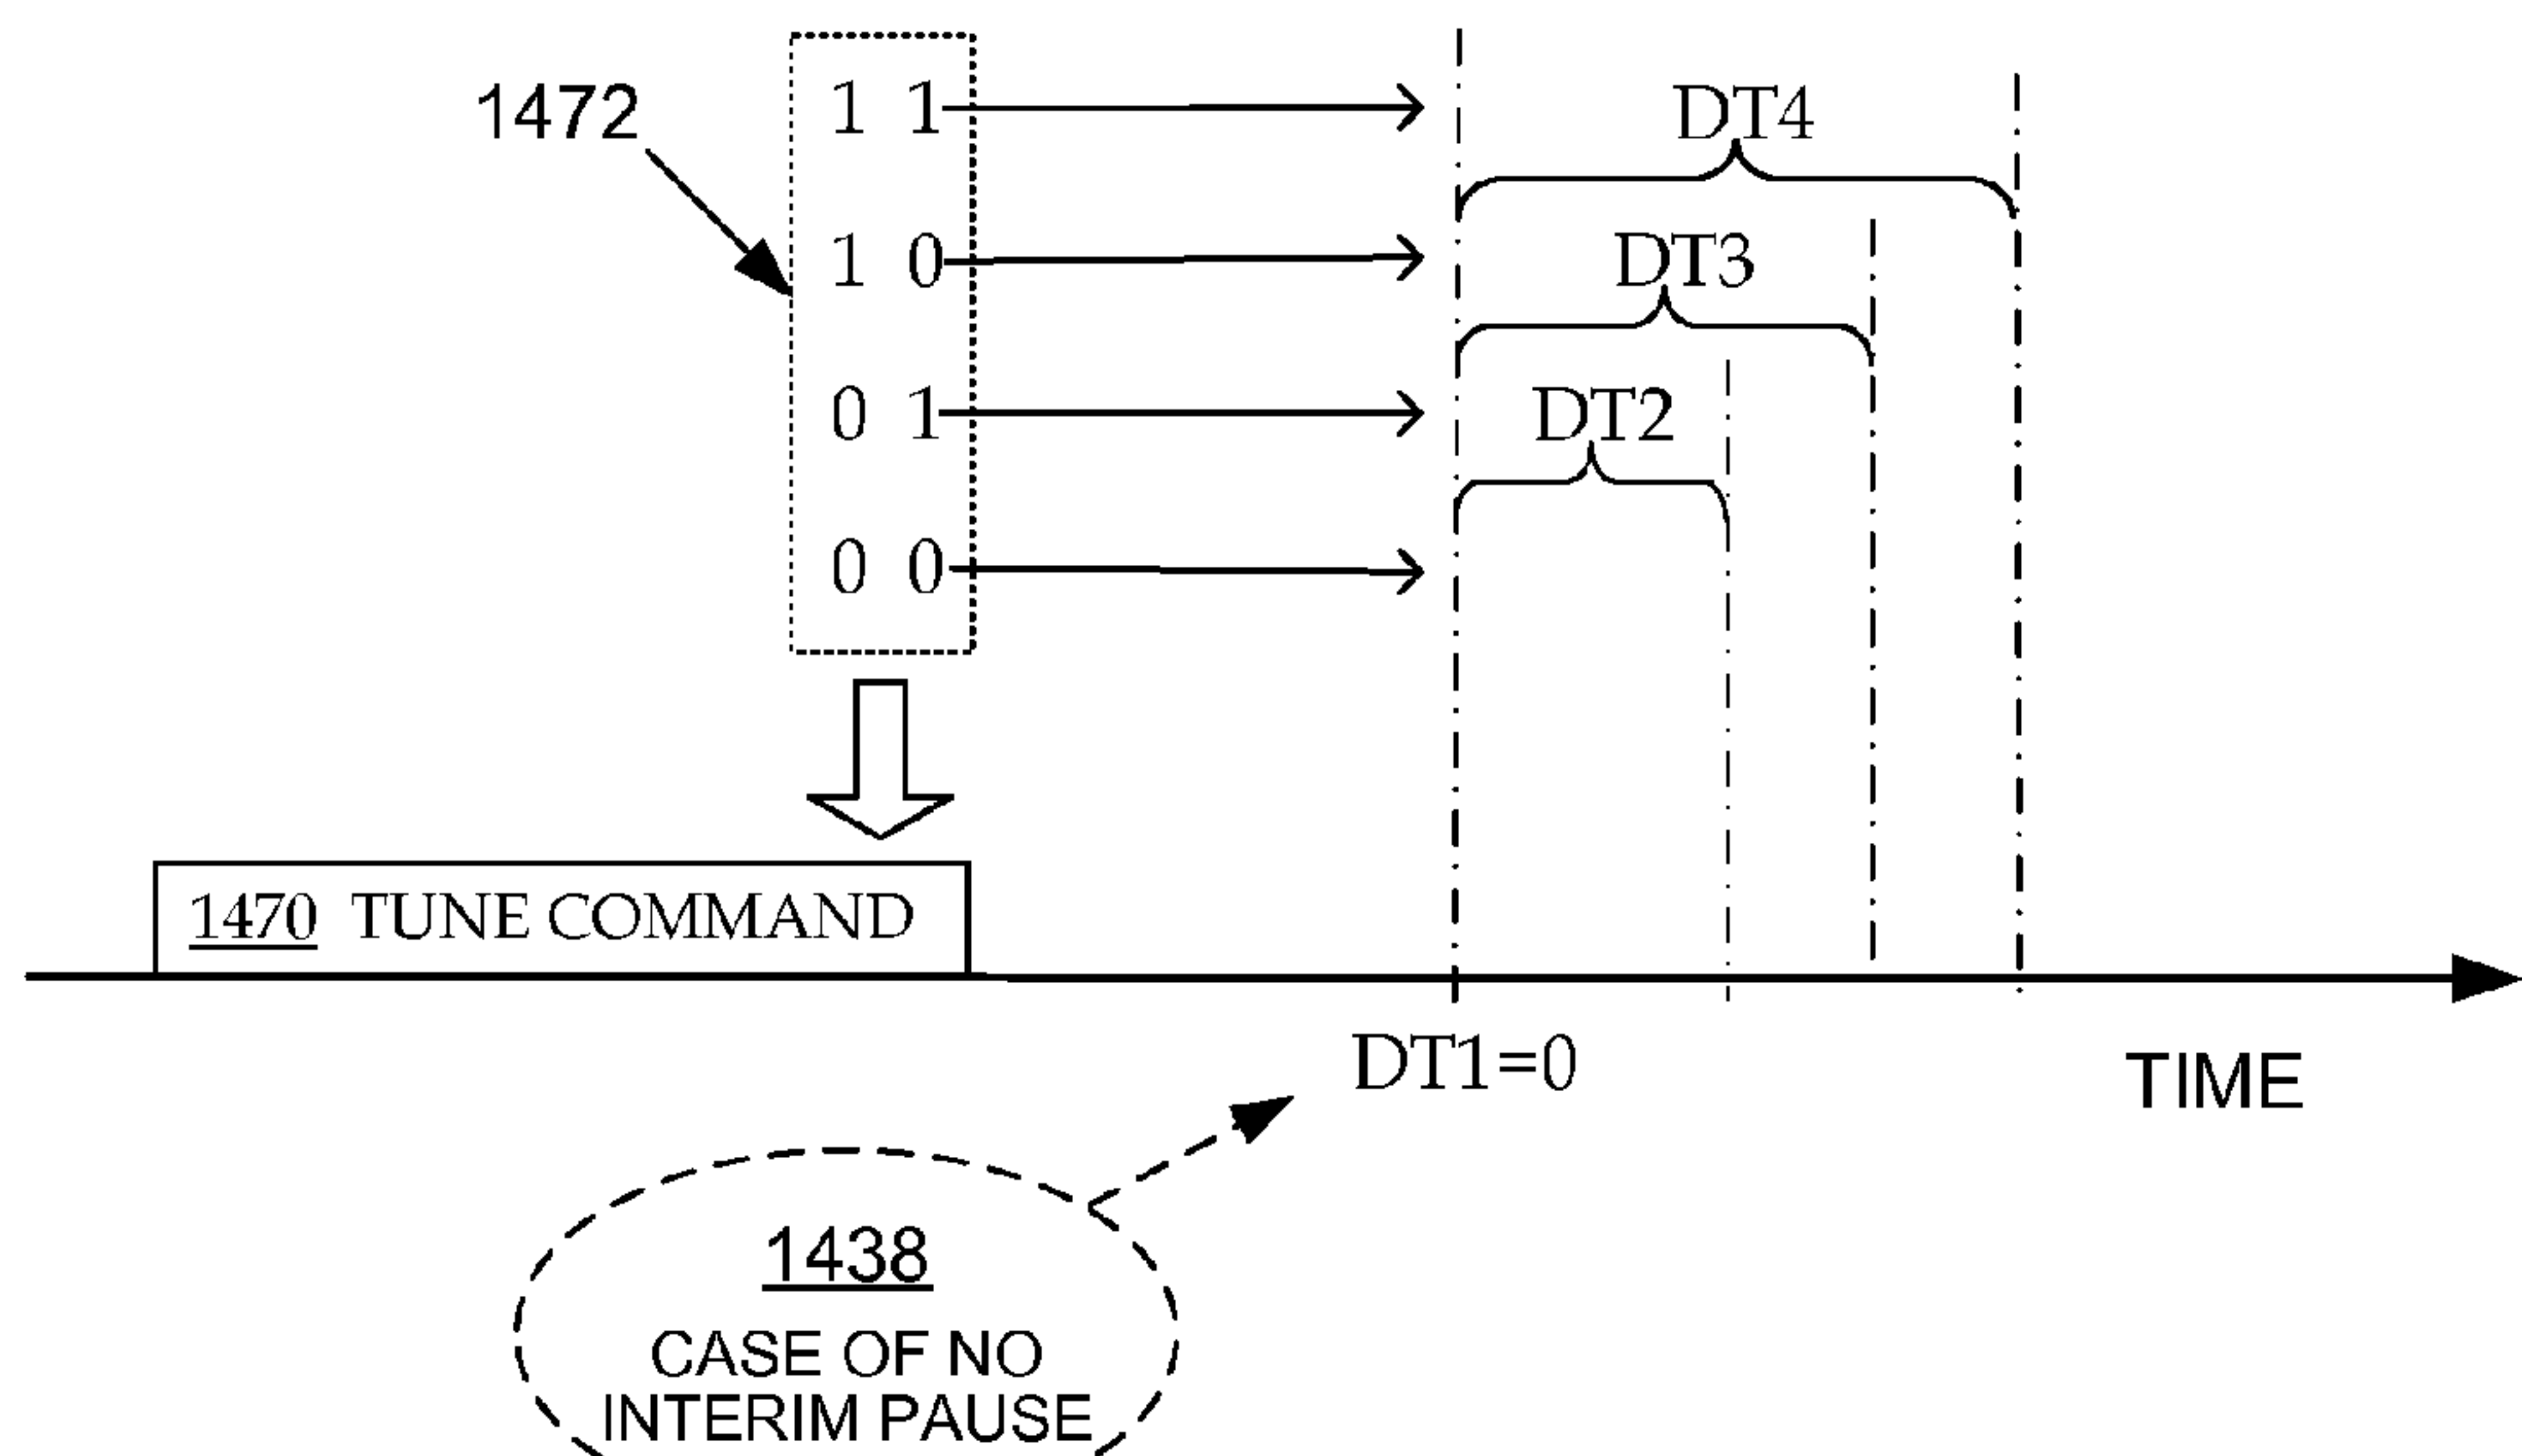 1472
1 1
DT4
1 0
DT3
0 1
DT2
0 0
1470 TUNE COMMAND
DT1=0
TIME
1438
CASE OF NO
INTERIM PAUSE